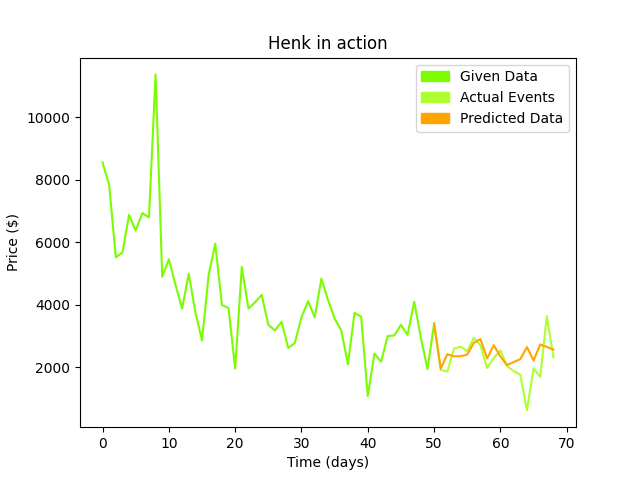 Henk in action
Given Data
Actual Events
Predicted Data
Price ($)
10000
8000
6000
4000
2000
0 10 20 30 40 50 60 70
Time (days)